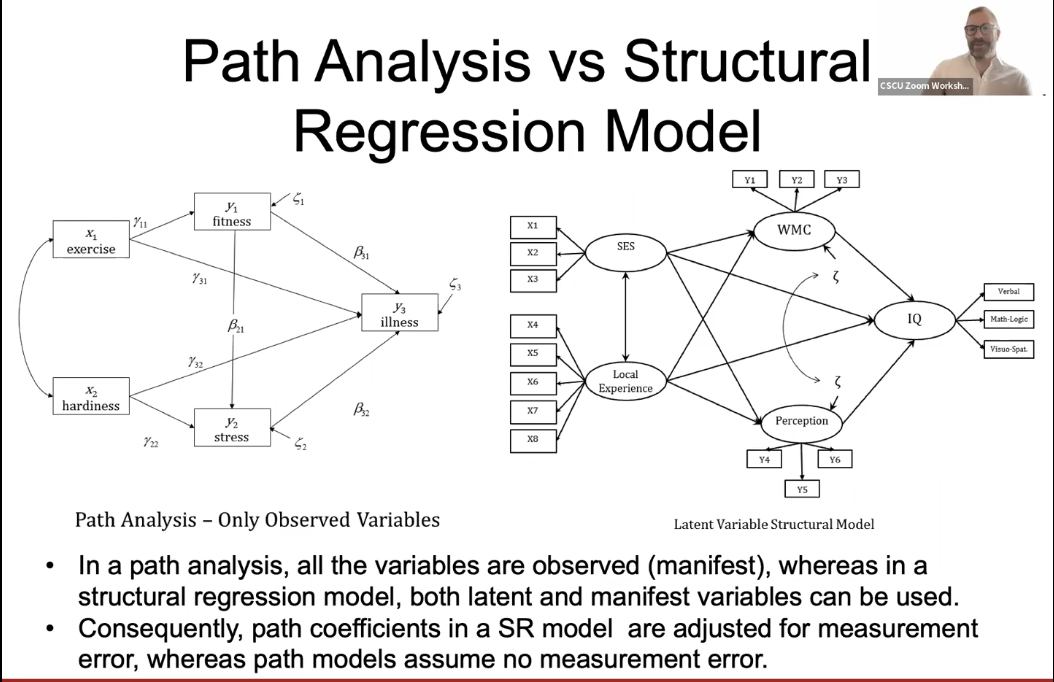 Path Analysis vs Structural
Regression Model
CSCU Zoom Worksh...
x1
exercise
x2
hardiness
y1
fitness
y2
stress
y3
illness
γ11
γ31
γ32
γ22
β21
β31
β32
ζ1
ζ2
ζ3
Path Analysis – Only Observed Variables
Y1 Y2 Y3
WMC
X1
X2
X3
SES
ζ
X4
X5
X6
X7
X8
Local
Experience
IQ
Verbal
Math-Logic
Visuo-Spat.
ζ
Perception
Y4 Y6
Y5
Latent Variable Structural Model
• In a path analysis, all the variables are observed (manifest), whereas in a
structural regression model, both latent and manifest variables can be used.
• Consequently, path coefficients in a SR model are adjusted for measurement
error, whereas path models assume no measurement error.